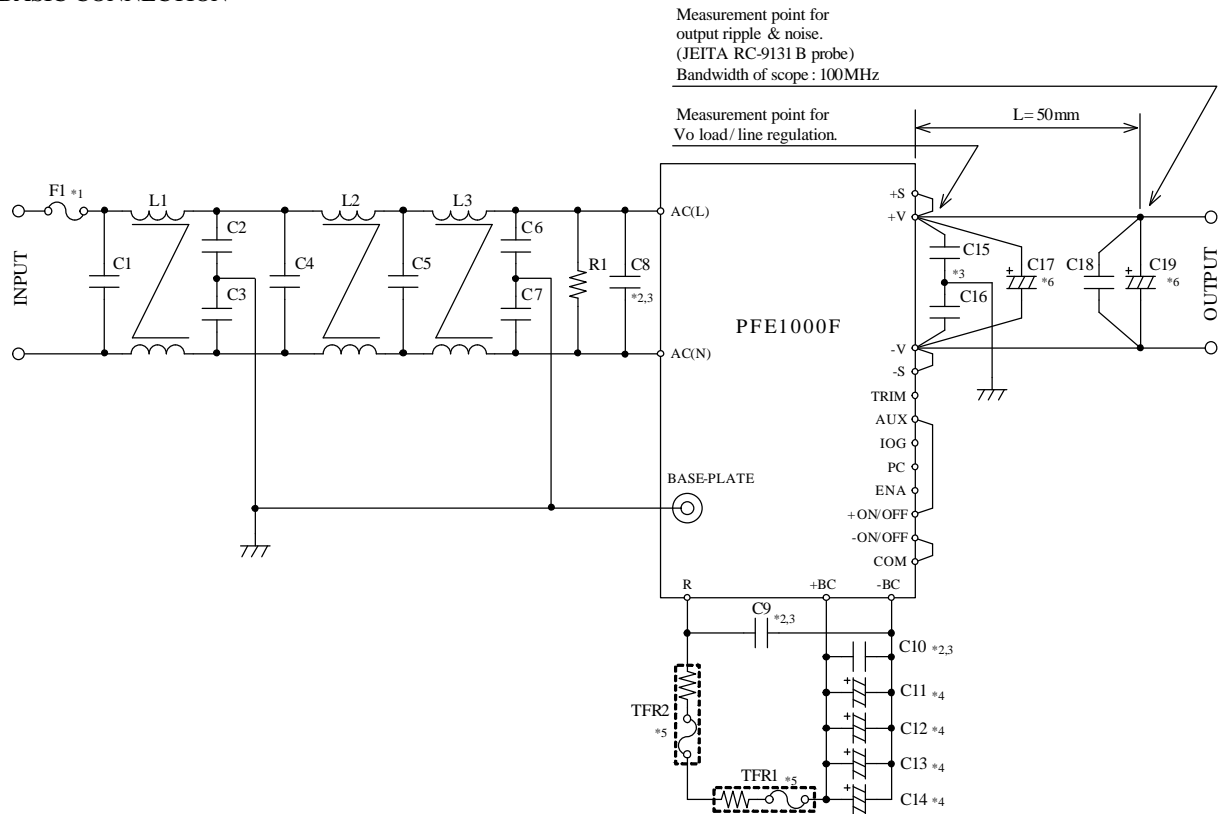 BASIC CONNECTION
Measurement point for
output ripple & noise.
(JEITA RC-9131 B probe)
Bandwidth of scope : 100MHz
Measurement point for
Vo load / line regulation.
L= 50mm
F1 *1
L1
L2
L3
+S
+V
AC(L)
C1
C2
C3
C4
C5
C6
C7
R1
C8
*2,3
INPUT
C15
*3
C16
+
C17
*6
C18
+
C19
*6
OUTPUT
PFE1000F
AC(N)
-V
-S
TRIM
AUX
IOG
PC
ENA
+ON/OFF
-ON/OFF
COM
BASE-PLATE
R
+BC
-BC
C9 *2,3
C10 *2,3
+
C11 *4
+
C12 *4
+
C13 *4
+
C14 *4
TFR2
*5
TFR1 *5